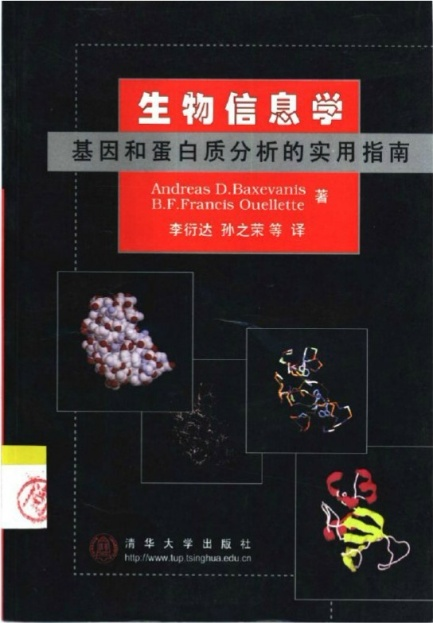 生物信息学
基因和蛋白质分析的实用指南
Andreas D.Baxevanis
B.F.Francis Ouellette
著
李衍达 孙之荣 等 译
清华大学出版社
http://www.tup.tsinghua.edu.cn